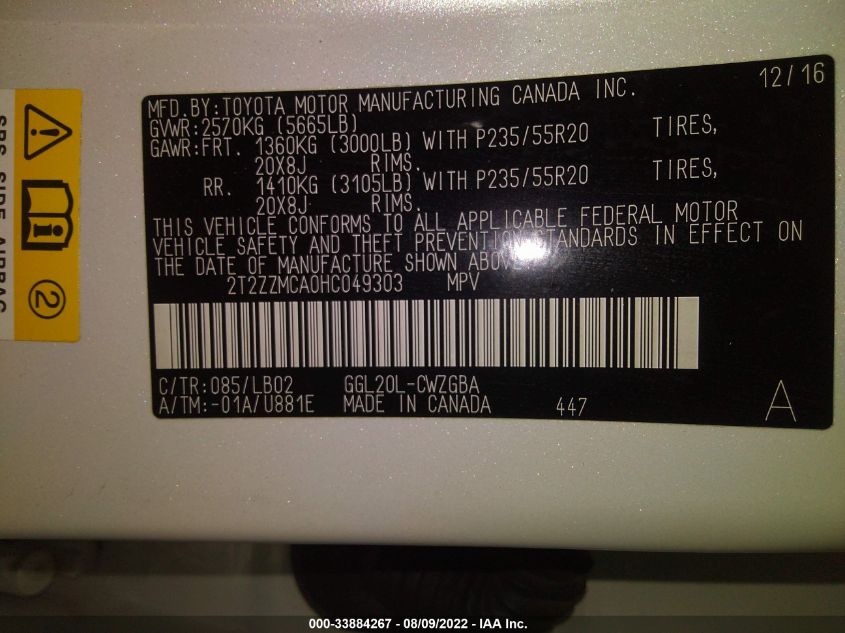 MFD.BY:TOYOTA MOTOR MANUFACTURING CANADA INC. 12/16
GVWR:2570KG (5665LB)
GAWR:FRT. 1360KG (3000LB) WITH P235/55R20 TIRES,
20X8J RIMS.
RR. 1410KG (3105LB) WITH P235/55R20 TIRES,
20X8J RIMS.
THIS VEHICLE CONFORMS TO ALL APPLICABLE FEDERAL MOTOR
VEHICLE SAFETY AND THEFT PREVENTION STANDARDS IN EFFECT ON
THE DATE OF MANUFACTURE SHOWN ABOVE
2T2ZZMCA0HC049303 MPV
C/TR:085/LB02 GGL20L-CWZGBA
A/TM:-01A/U881E MADE IN CANADA 447 A
SRS SIDE AIRBAG
2
000-33884267 - 08/09/2022 - IAA Inc.